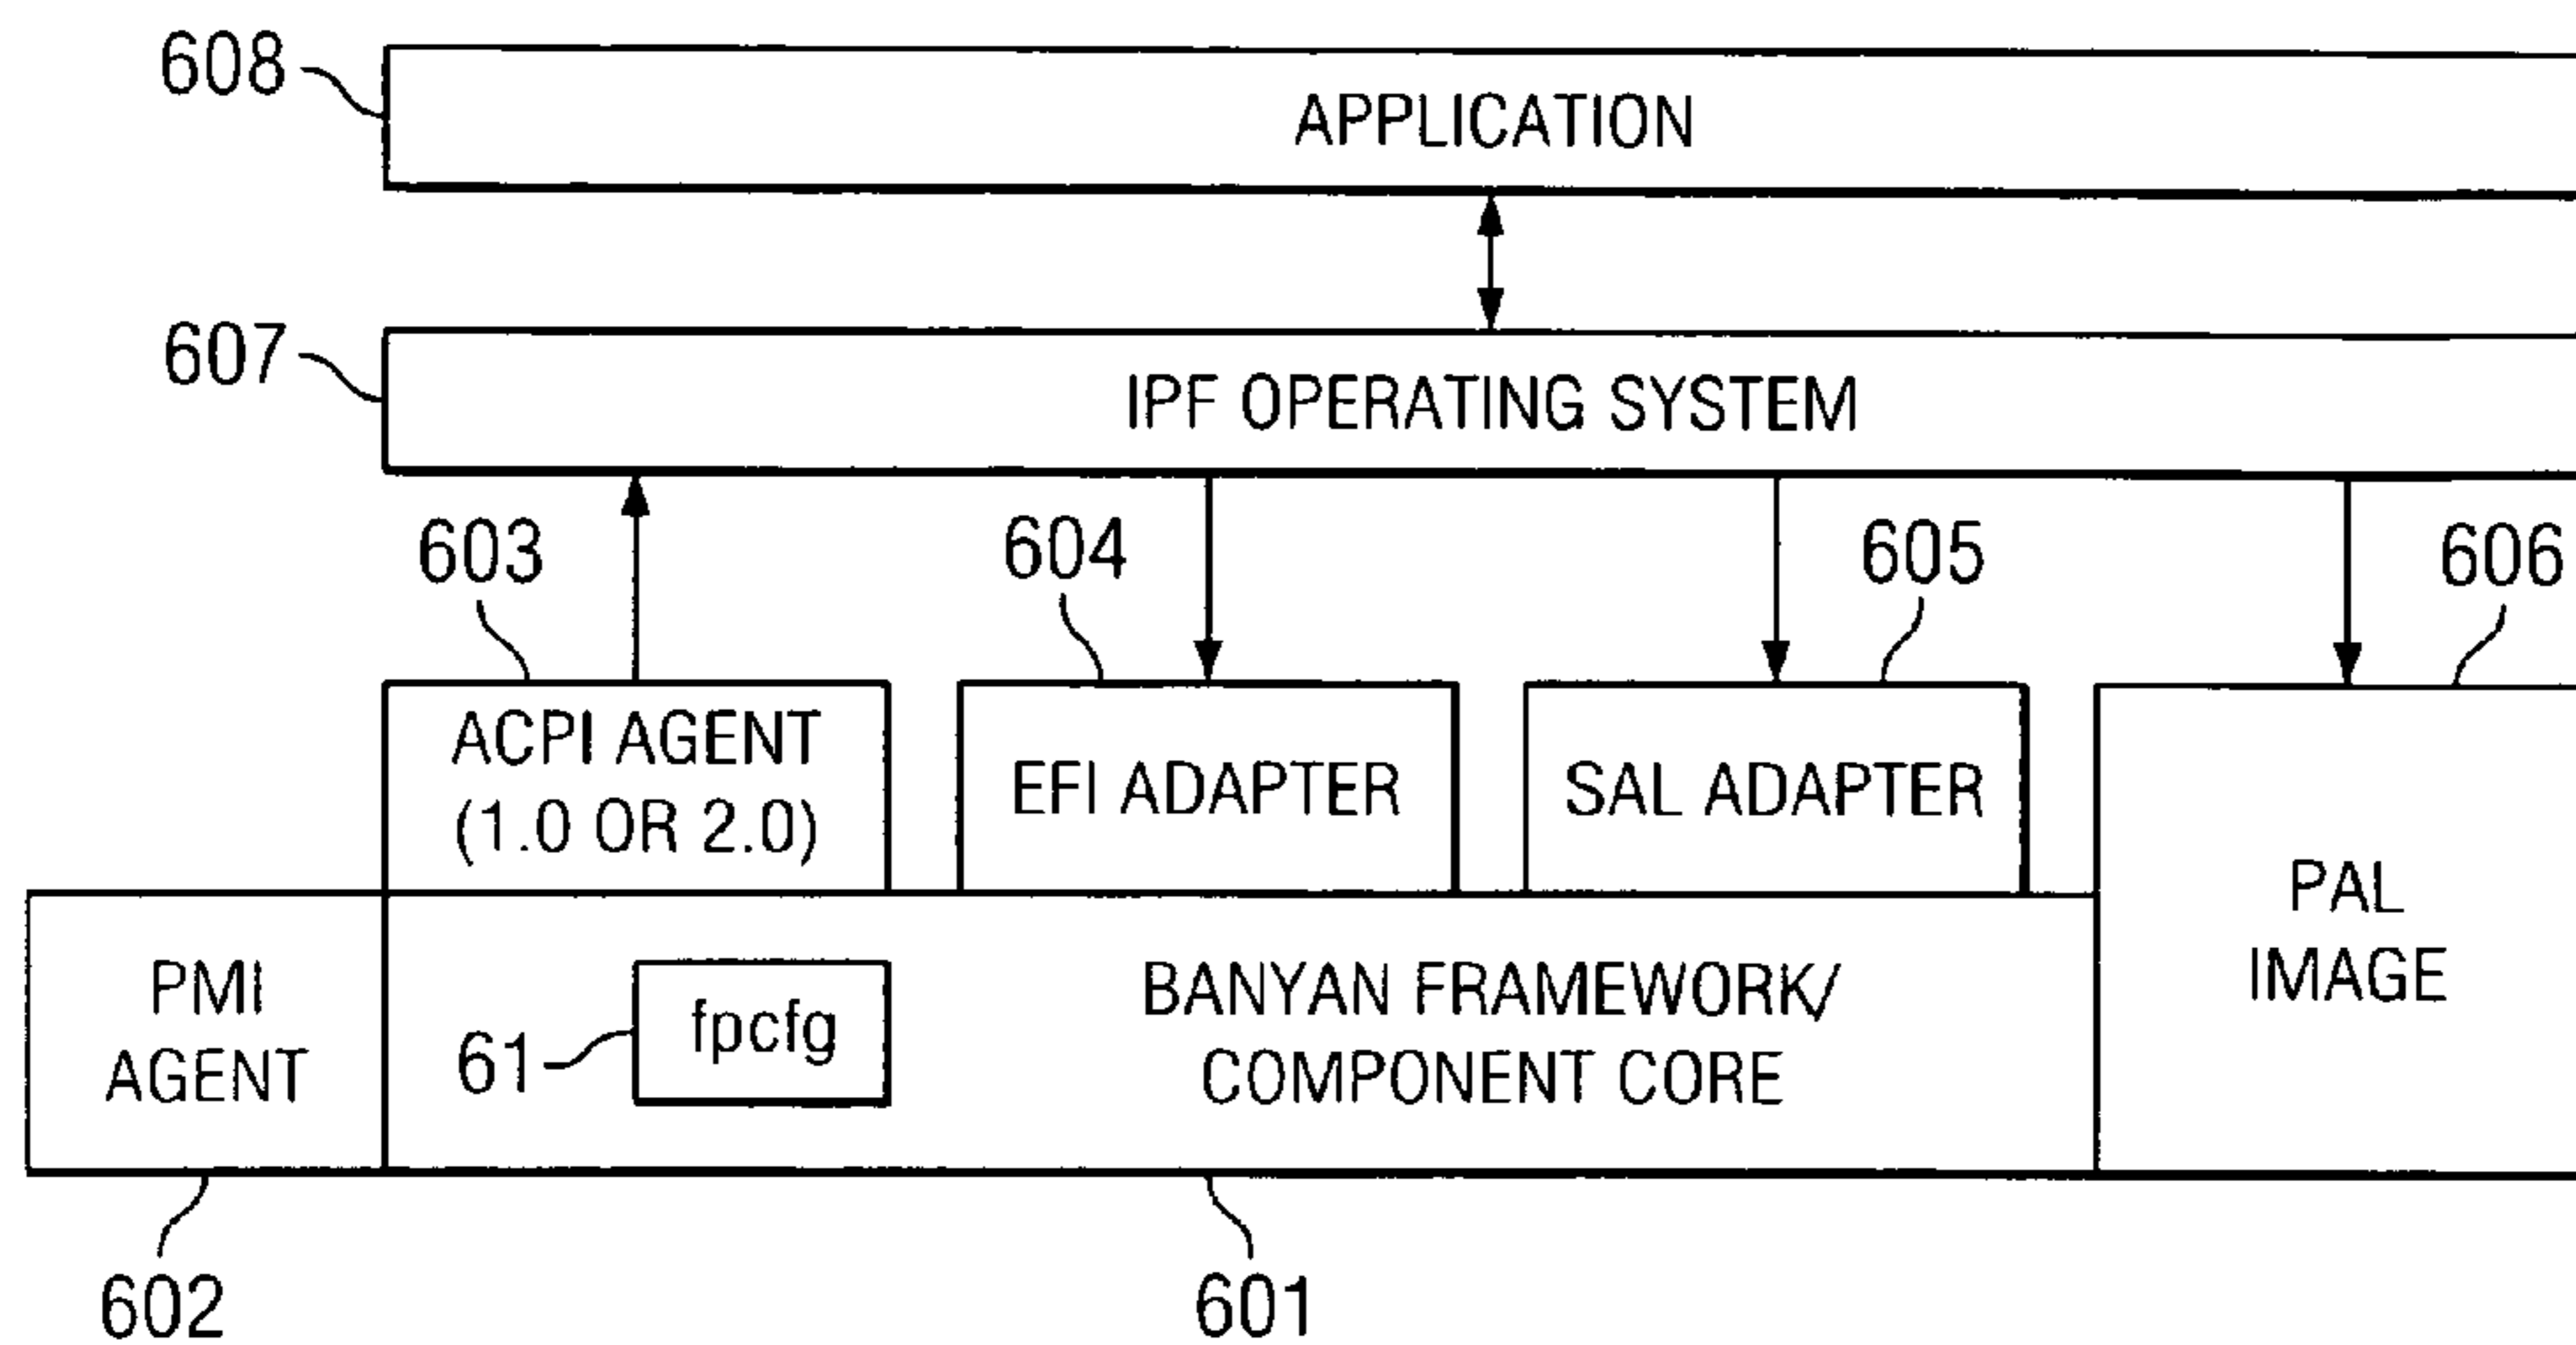 608
APPLICATION
607
IPF OPERATING SYSTEM
603
604
605
606
ACPI AGENT
(1.0 OR 2.0)
EFI ADAPTER
SAL ADAPTER
PAL
IMAGE
PMI
AGENT
61
fpcfg
BANYAN FRAMEWORK/
COMPONENT CORE
602
601